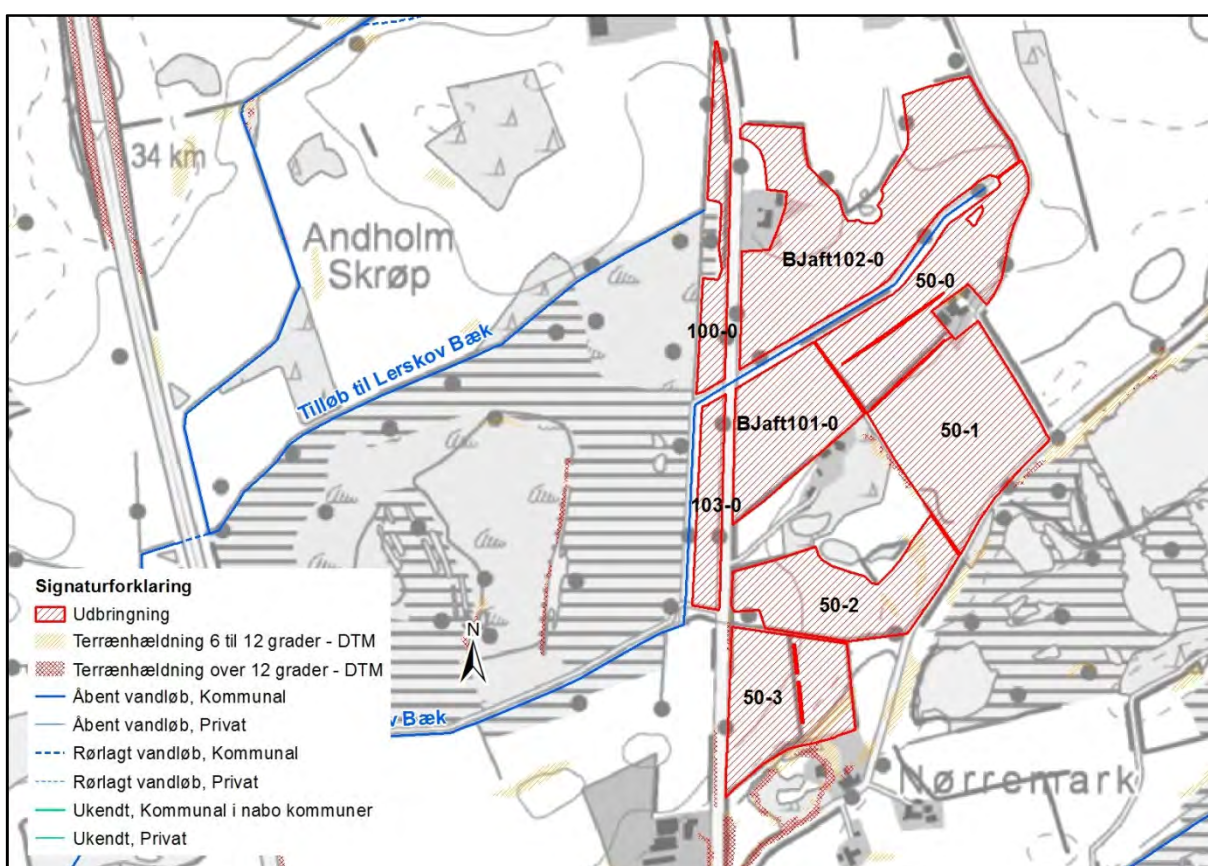 34 km
Andholm
Skrøp
Tilløb til Lerskov Bæk
BJaft102-0
50-0
100-0
BJaft101-0
50-1
103-0
50-2
50-3
Nørremark
Bæk
N
Signaturforklaring
Udbringning
Terrænhældning 6 til 12 grader - DTM
Terrænhældning over 12 grader - DTM
Åbent vandløb, Kommunal
Åbent vandløb, Privat
Rørlagt vandløb, Kommunal
Rørlagt vandløb, Privat
Ukendt, Kommunal i nabo kommuner
Ukendt, Privat